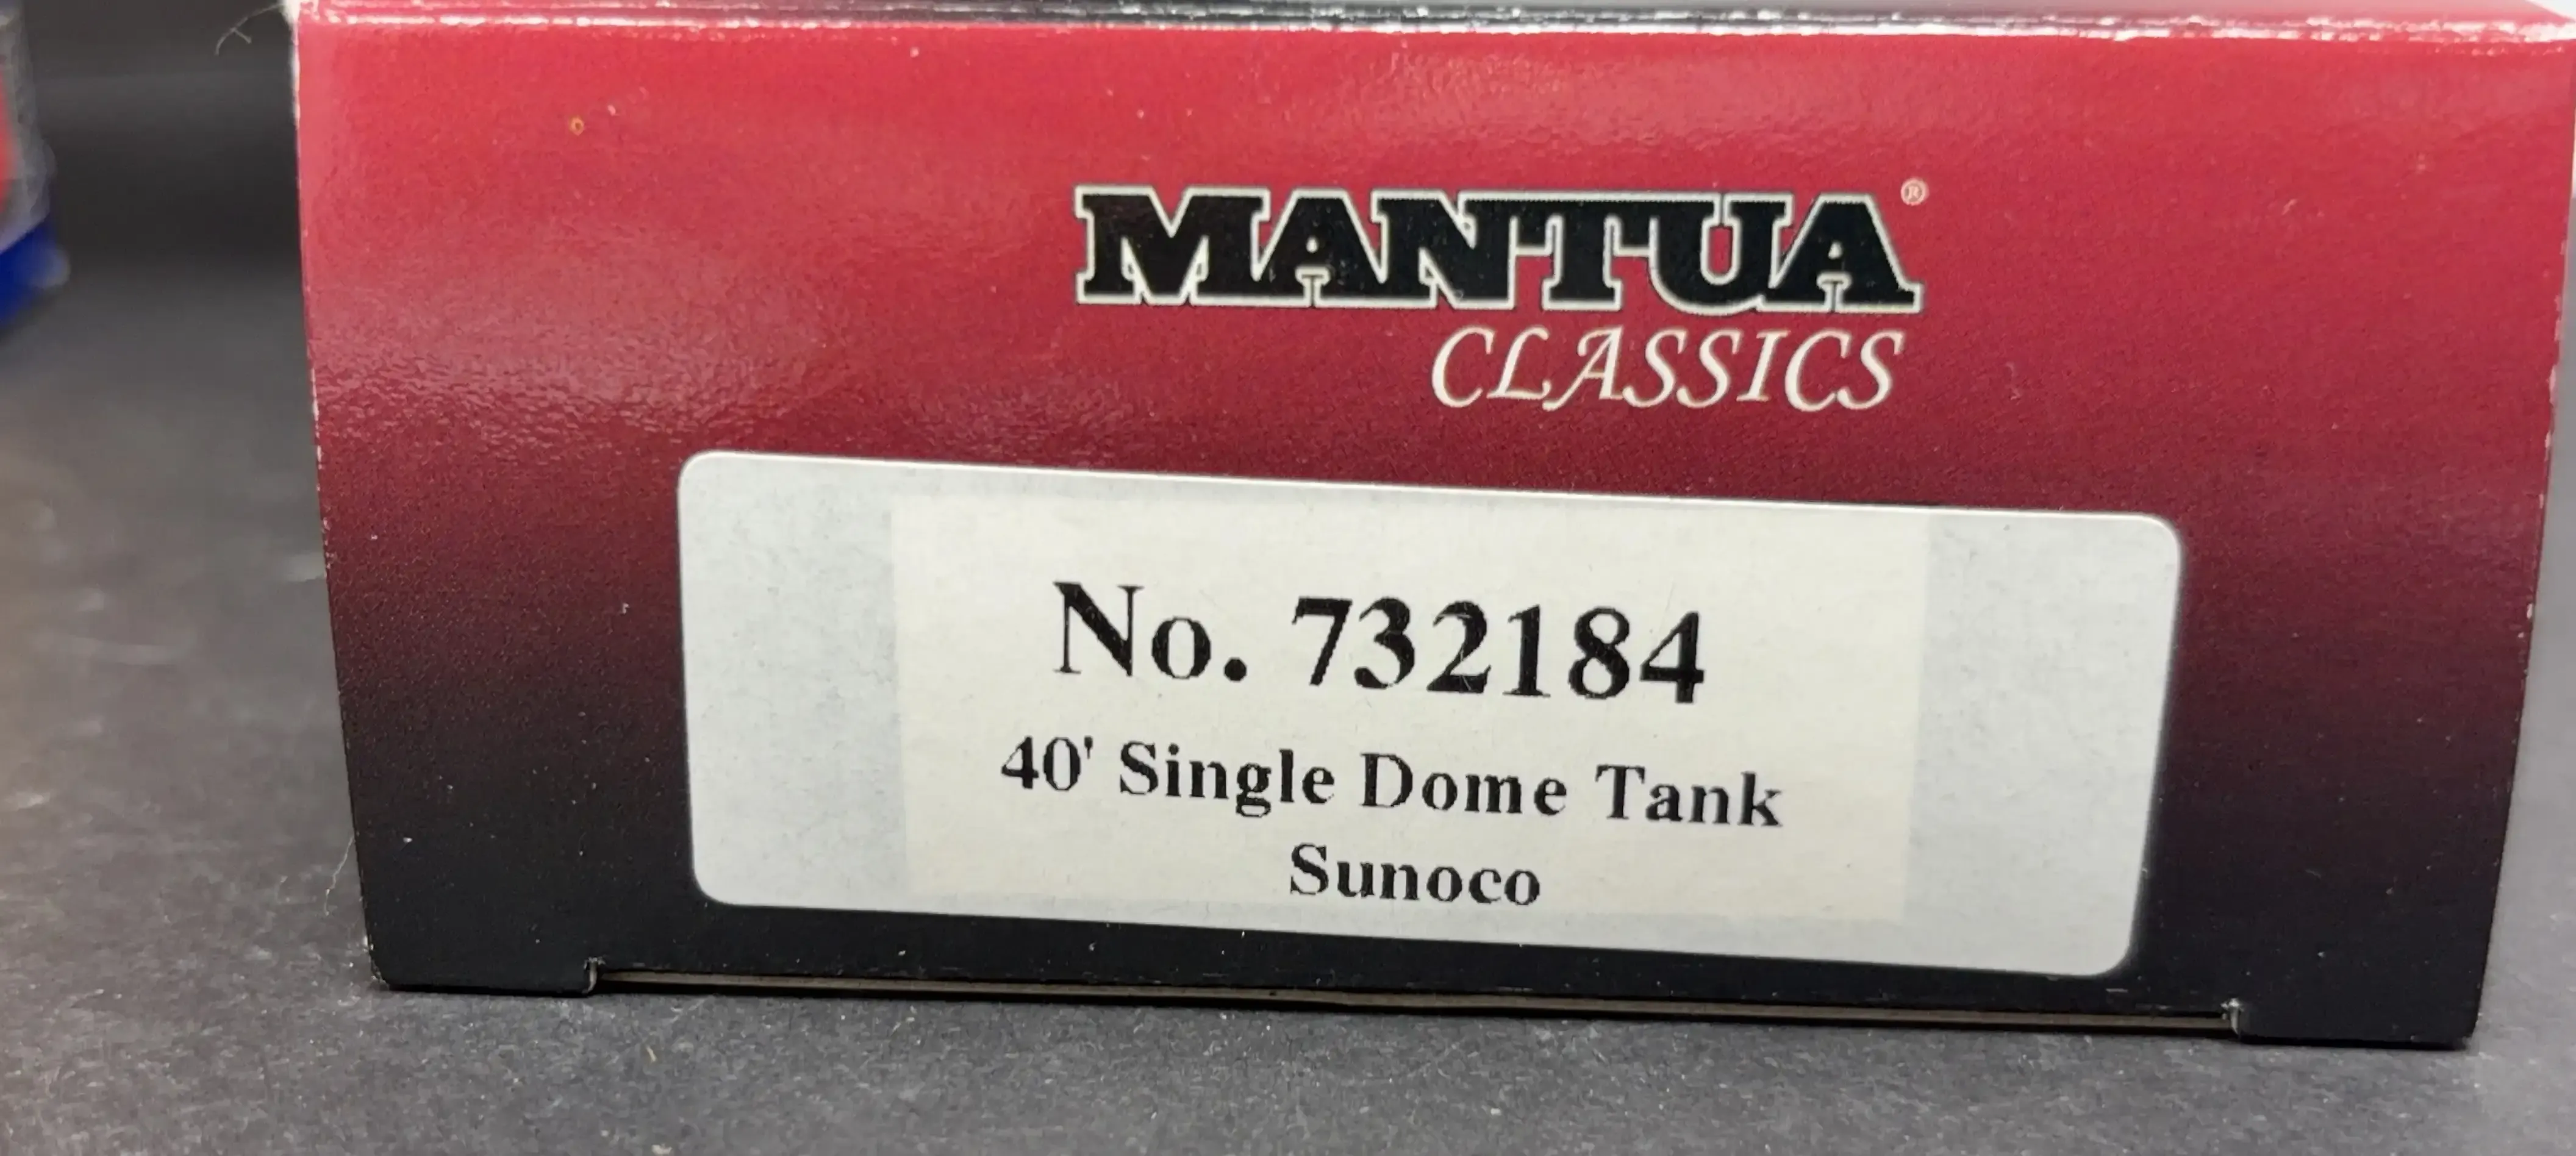 MANTUA®
CLASSICS
No. 732184
40' Single Dome Tank
Sunoco